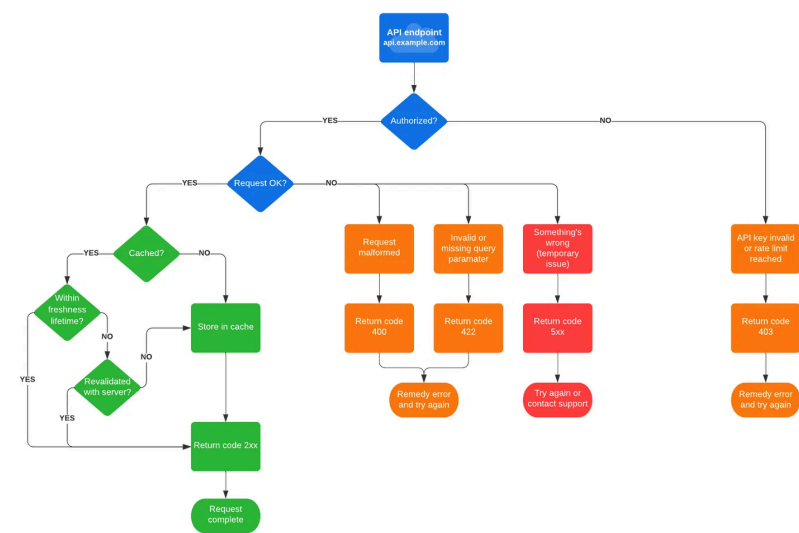 API endpoint
api.example.com
Authorized?
YES
NO
Request OK?
YES
NO
Cached?
YES
NO
Request
malformed
Invalid or
missing query
paramater
Something's
wrong
(temporary
issue)
API key invalid
or rate limit
reached
Within
freshness
lifetime?
NO
YES
Store in cache
Return code
400
Return code
422
Return code
5xx
Return code
403
Revalidated
with server?
NO
YES
Remedy error
and try again
Try again or
contact support
Remedy error
and try again
Return code 2xx
Request
complete